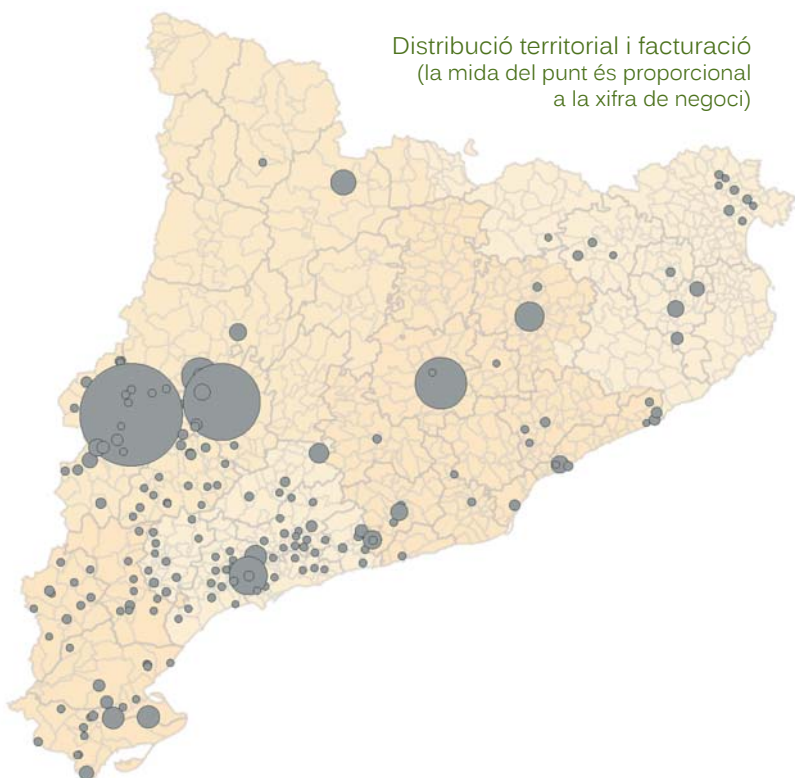 Distribució territorial i facturació
(la mida del punt és proporcional
a la xifra de negoci)